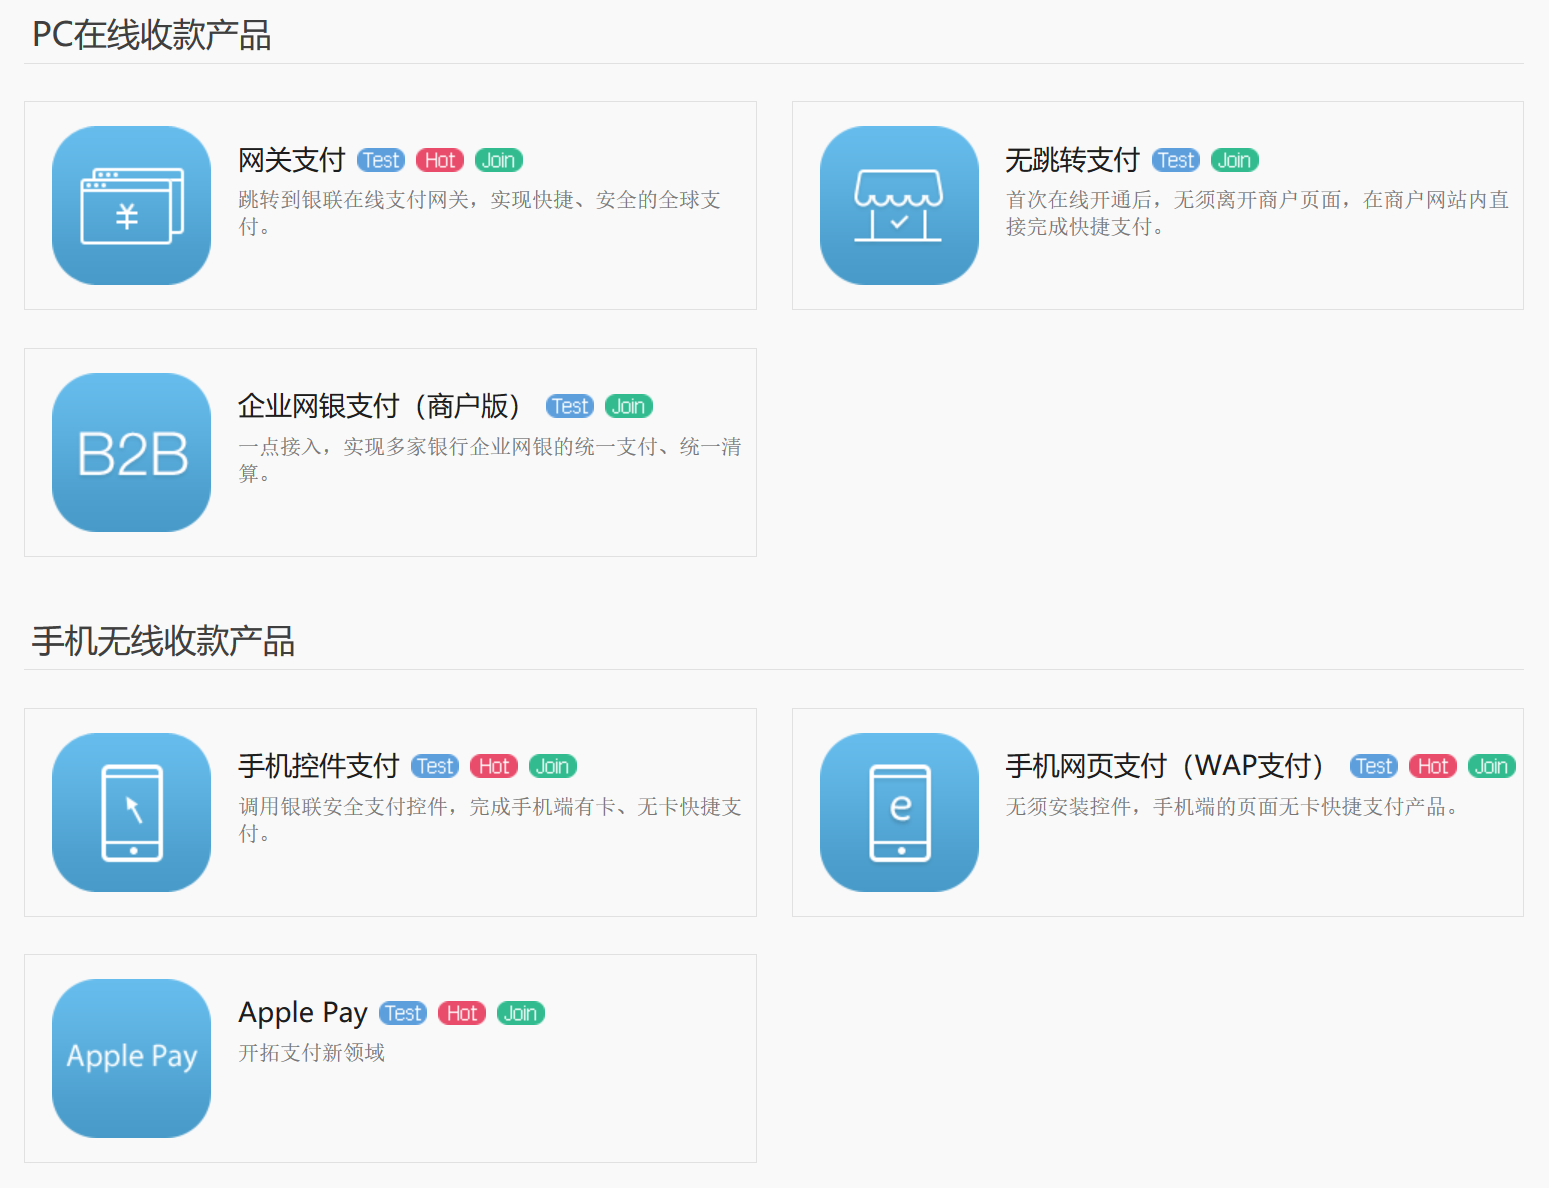 PC在线收款产品
网关支付 Test Hot Join
跳转到银联在线支付网关，实现快捷、安全的全球支
付。
无跳转支付 Test Join
首次在线开通后，无须离开商户页面，在商户网站内直
接完成快捷支付。
B2B
企业网银支付（商户版） Test Join
一点接入，实现多家银行企业网银的统一支付、统一清
算。
手机无线收款产品
手机控件支付 Test Hot Join
调用银联安全支付控件，完成手机端有卡、无卡快捷支
付。
e
手机网页支付（WAP支付） Test Hot Join
无须安装控件，手机端的页面无卡快捷支付产品。
Apple Pay
Apple Pay Test Hot Join
开拓支付新领域